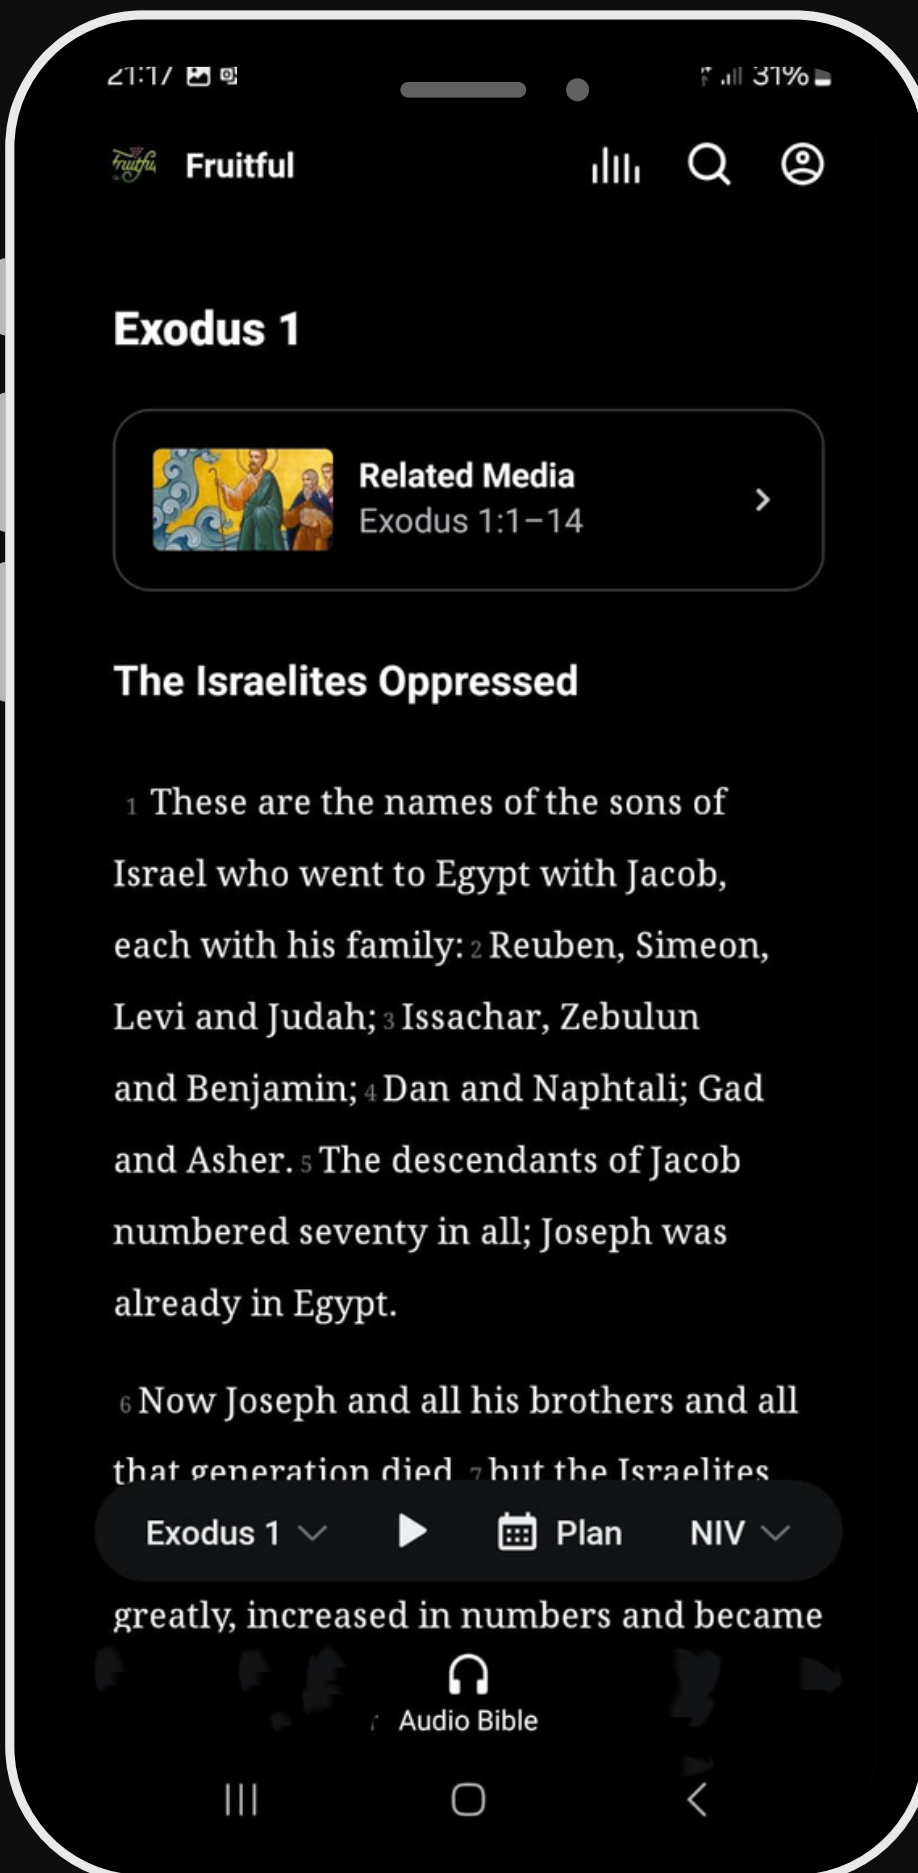 21:17 31%
Fruitful Fruitful
Exodus 1
Related Media
Exodus 1:1–14
The Israelites Oppressed
1 These are the names of the sons of
Israel who went to Egypt with Jacob,
each with his family: 2 Reuben, Simeon,
Levi and Judah; 3 Issachar, Zebulun
and Benjamin; 4 Dan and Naphtali; Gad
and Asher. 5 The descendants of Jacob
numbered seventy in all; Joseph was
already in Egypt.
6 Now Joseph and all his brothers and all
that generation died 7 but the Israelites
Exodus 1 Plan NIV
greatly, increased in numbers and became
Audio Bible